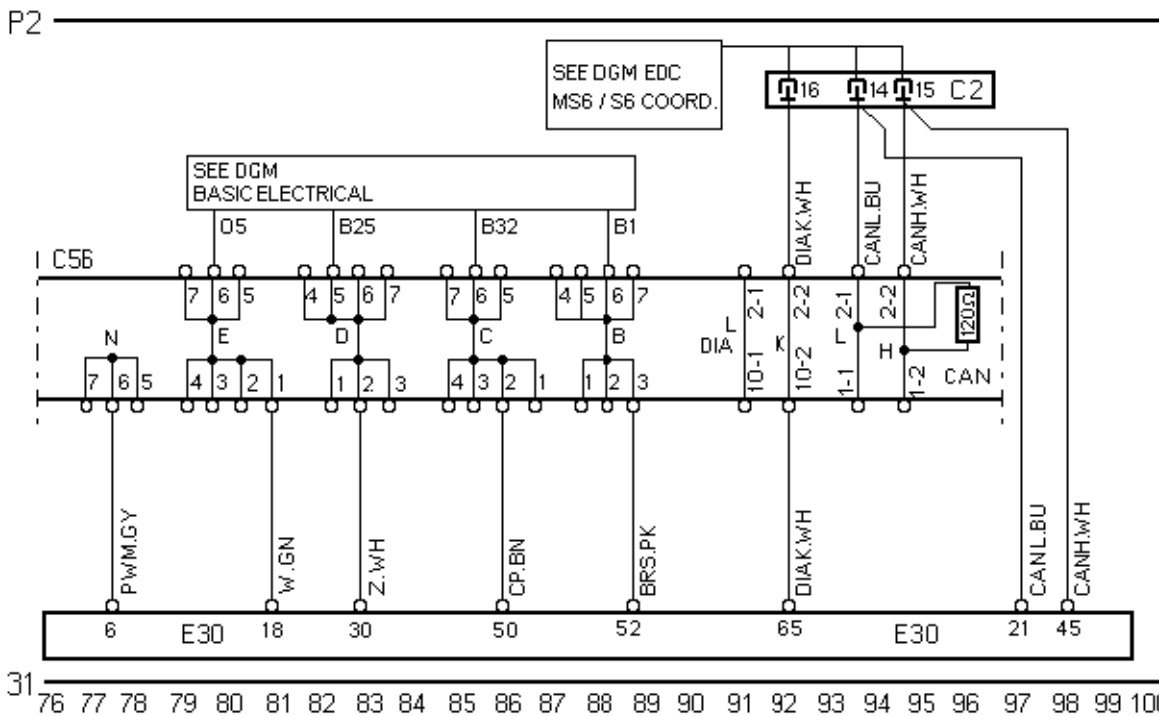 P2
SEE DGM EDC
MS6 / S6 COORD.
16 14 15 C2
SEE DGM
BASIC ELECTRICAL
O5 B25 B32 B1
DIAK.WH CANL.BU CANH.WH
C56
7 6 5 4 5 6 7 7 6 5 4 5 6 7 2-1 2-2 2-1 2-2
120Ω
N E D C B L DIA K L H
7 6 5 4 3 2 1 1 2 3 4 3 2 1 1 2 3 10-1 10-2 1-1 1-2 CAN
PWM.GY W.GN Z.WH CP.BN BRS.PK DIAK.WH CANL.BU CANH.WH
6 E30 18 30 50 52 65 E30 21 45
31
76 77 78 79 80 81 82 83 84 85 86 87 88 89 90 91 92 93 94 95 96 97 98 99 100